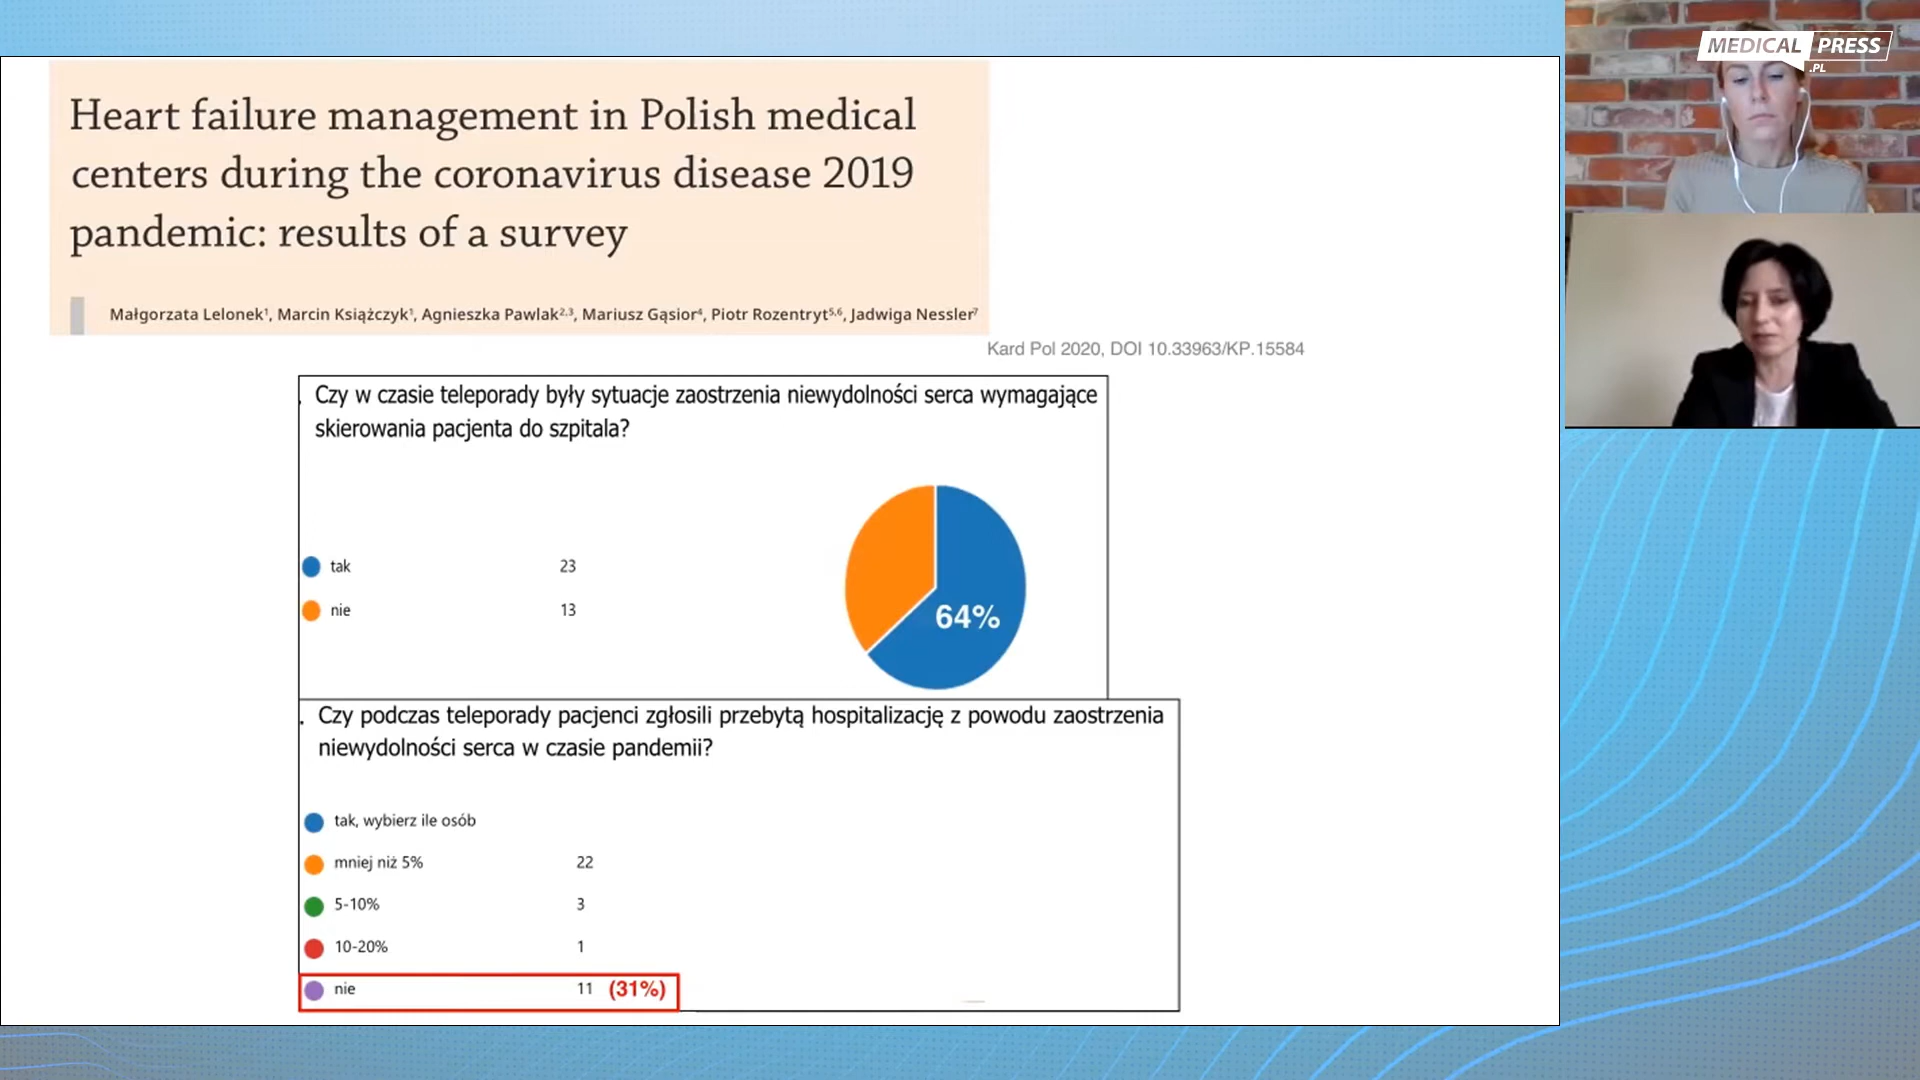 MEDICAL PRESS
.PL
Heart failure management in Polish medical
centers during the coronavirus disease 2019
pandemic: results of a survey
Małgorzata Lelonek¹, Marcin Książczyk¹, Agnieszka Pawlak²,³, Mariusz Gąsior⁴, Piotr Rozentryt⁵,⁶, Jadwiga Nessler⁷
Kard Pol 2020, DOI 10.33963/KP.15584
. Czy w czasie teleporady były sytuacje zaostrzenia niewydolności serca wymagające
skierowania pacjenta do szpitala?
tak 23
nie 13
64%
. Czy podczas teleporady pacjenci zgłosili przebytą hospitalizację z powodu zaostrzenia
niewydolności serca w czasie pandemii?
tak, wybierz ile osób
mniej niż 5% 22
5-10% 3
10-20% 1
nie 11 (31%)